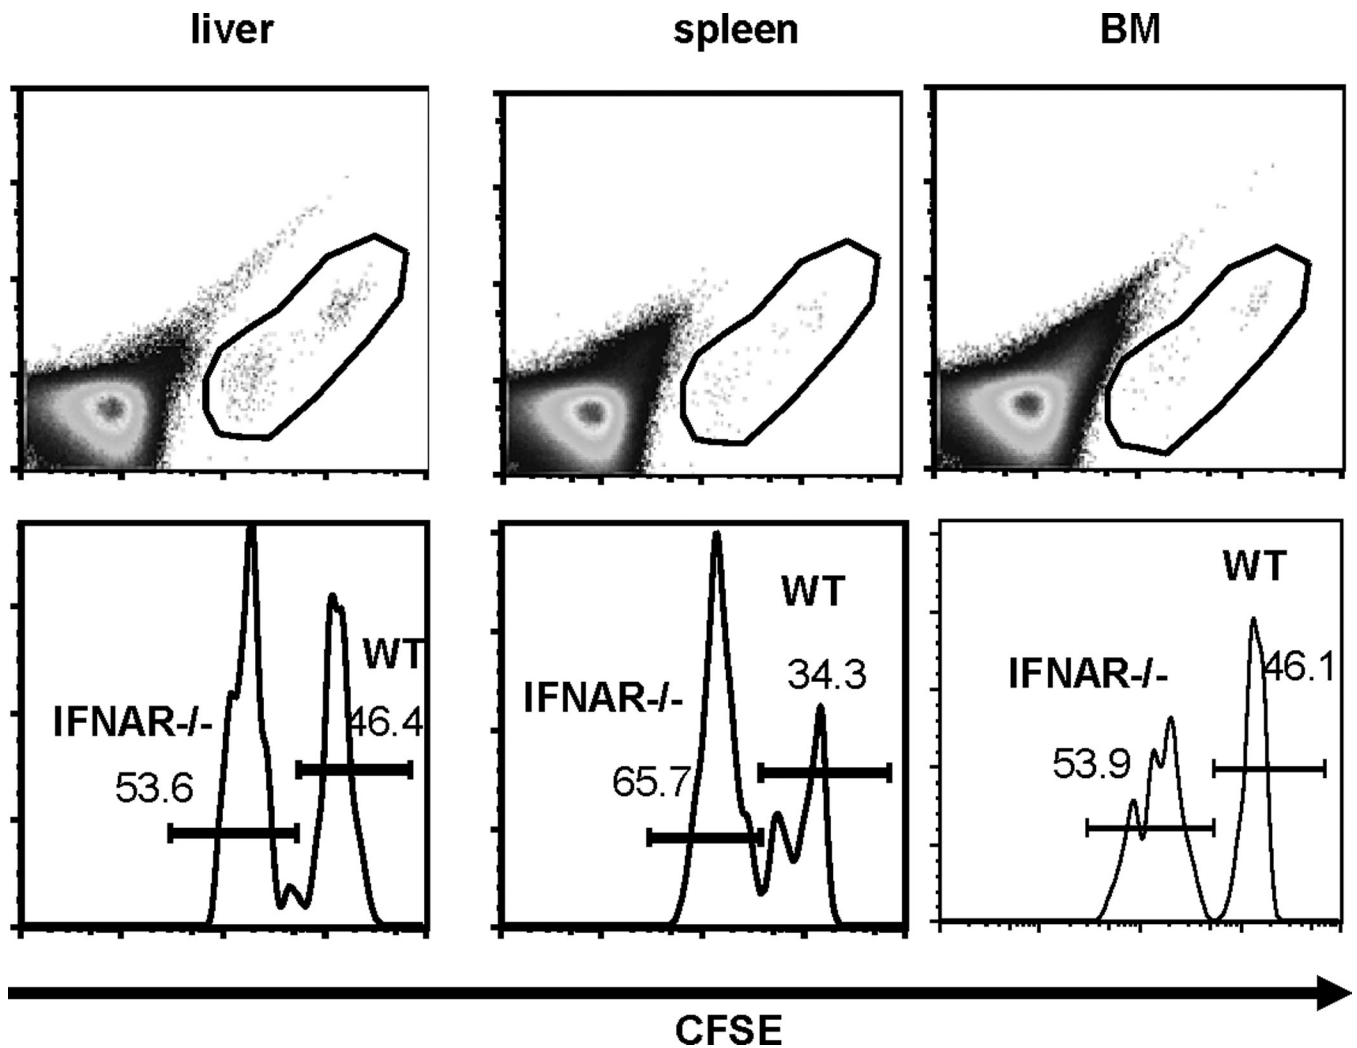 liver
spleen
BM
IFNAR-/-
53.6
WT
46.4
IFNAR-/-
65.7
WT
34.3
IFNAR-/-
53.9
WT
46.1
CFSE